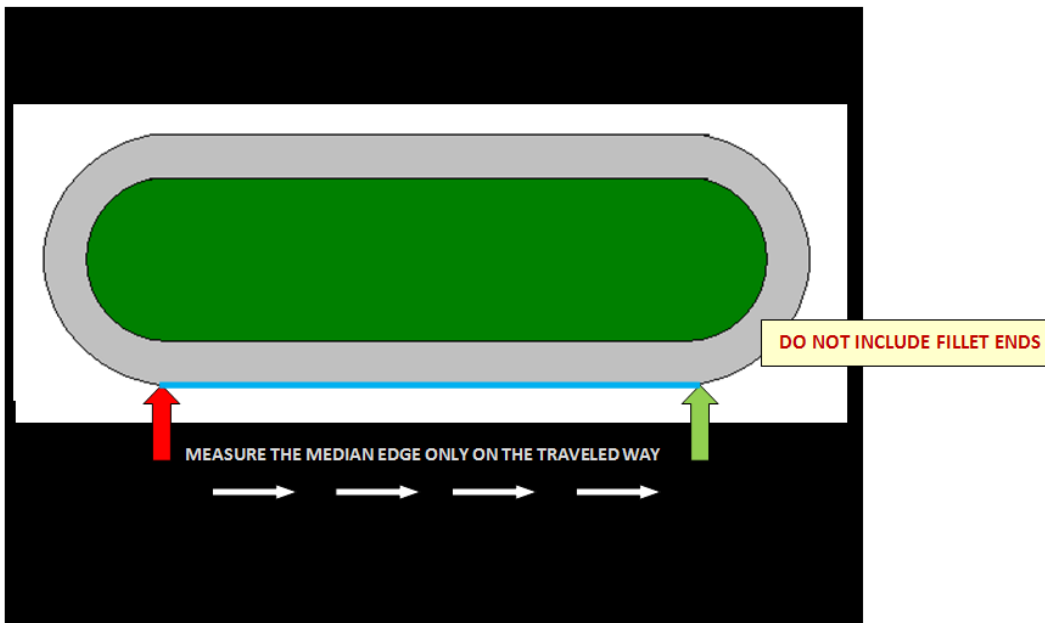 DO NOT INCLUDE FILLET ENDS
MEASURE THE MEDIAN EDGE ONLY ON THE TRAVELED WAY